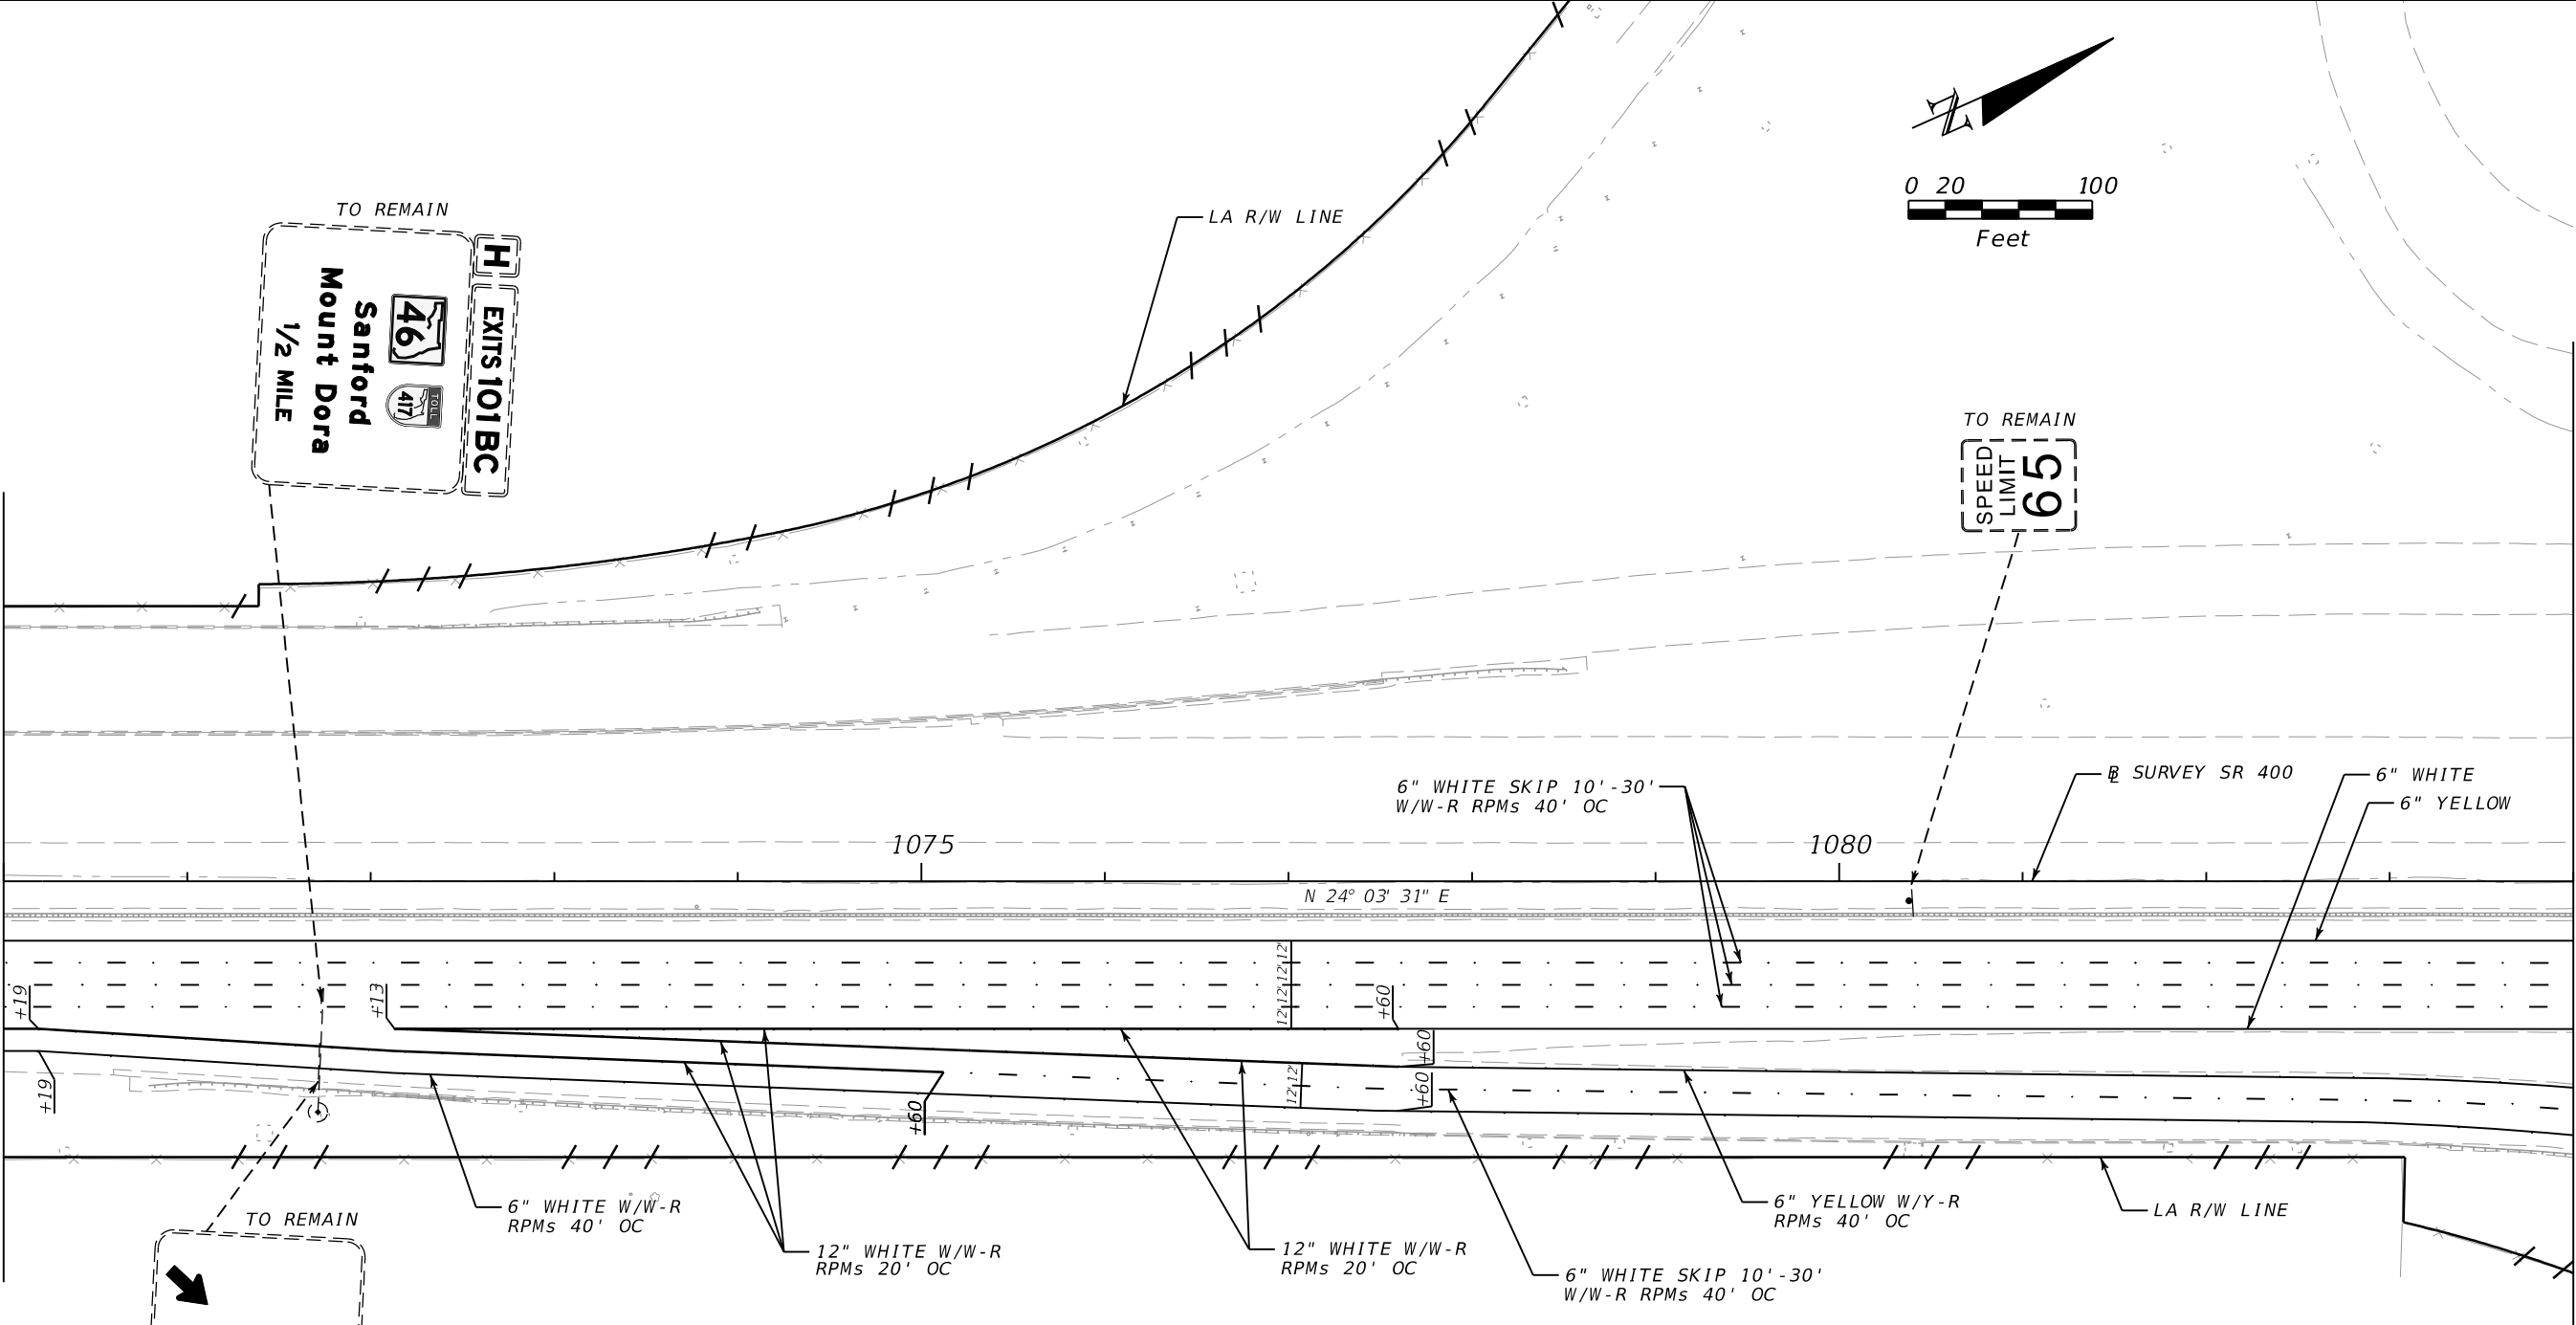 TO REMAIN
H
EXITS 101 BC
46
TOLL
417
Sanford
Mount Dora
1/2 MILE
LA R/W LINE
N
0 20 100
Feet
TO REMAIN
SPEED
LIMIT
65
6" WHITE SKIP 10'-30'
W/W-R RPMs 40' OC
℄ SURVEY SR 400
6" WHITE
6" YELLOW
1075
1080
N 24° 03' 31" E
+19
+13
12'12'12'12'
+60
+60
+19
+60
12'12'
+60
6" WHITE W/W-R
RPMs 40' OC
12" WHITE W/W-R
RPMs 20' OC
12" WHITE W/W-R
RPMs 20' OC
6" WHITE SKIP 10'-30'
W/W-R RPMs 40' OC
6" YELLOW W/Y-R
RPMs 40' OC
LA R/W LINE
TO REMAIN